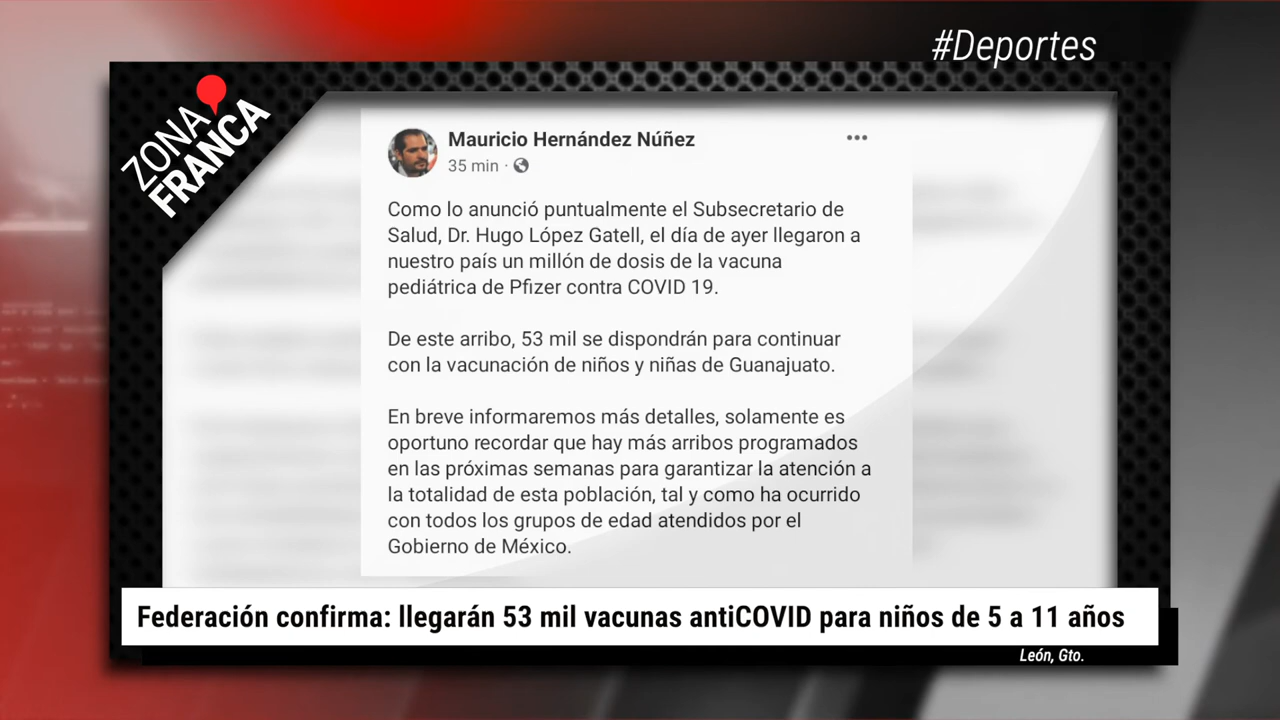 #Deportes
ZONA
FRANCA
Mauricio Hernández Núñez
35 min ·
Como lo anunció puntualmente el Subsecretario de
Salud, Dr. Hugo López Gatell, el día de ayer llegaron a
nuestro país un millón de dosis de la vacuna
pediátrica de Pfizer contra COVID 19.
De este arribo, 53 mil se dispondrán para continuar
con la vacunación de niños y niñas de Guanajuato.
En breve informaremos más detalles, solamente es
oportuno recordar que hay más arribos programados
en las próximas semanas para garantizar la atención a
la totalidad de esta población, tal y como ha ocurrido
con todos los grupos de edad atendidos por el
Gobierno de México.
Federación confirma: llegarán 53 mil vacunas antiCOVID para niños de 5 a 11 años
León, Gto.